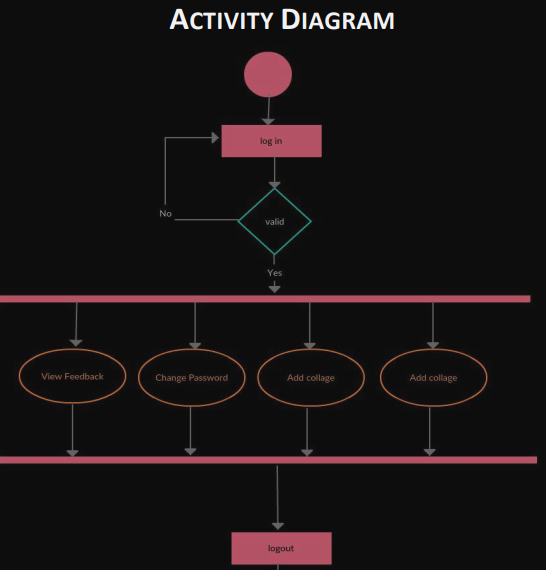 ACTIVITY DIAGRAM
log in
valid
No
Yes
View Feedback
Change Password
Add collage
Add collage
logout